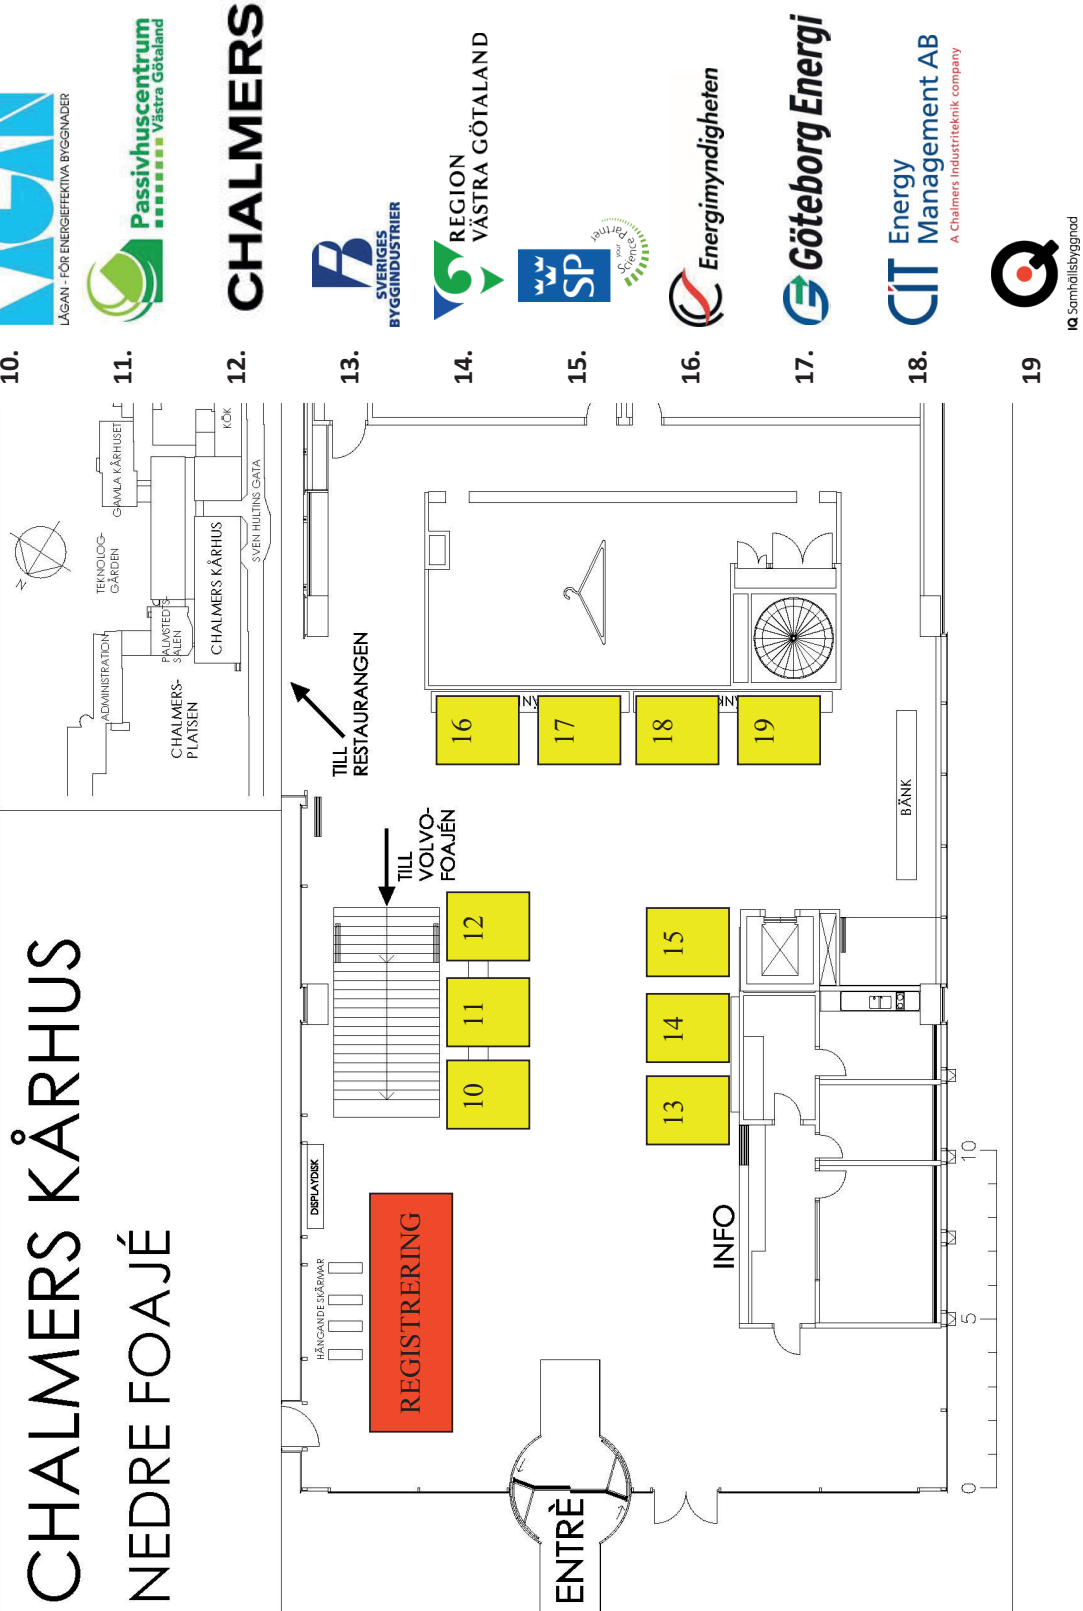 CHALMERS KÅRHUS
NEDRE FOAJÉ
N
TEKNOLOG-
GÅRDEN
GAMLA KÅRHUSET
ADMINISTRATION
PALMSTEDTS-
SALEN
CHALMERS KÅRHUS
KÖK
SVEN HULTINS GATA
CHALMERS-
PLATSEN
HÄNGANDE SKÄRMAR
DISPLAYDISK
REGISTRERING
TILL
RESTAURANGEN
TILL
VOLVO-
FOAJÉN
10
11
12
13
14
15
16
17
18
19
BÄNK
INFO
ENTRÈ
0
5
10
10.
LÅGAN - FÖR ENERGIEFFEKTIVA BYGGNADER
11.
Passivhuscentrum
Västra Götaland
12.
CHALMERS
13.
SVERIGES
BYGGINDUSTRIER
14.
REGION
VÄSTRA GÖTALAND
15.
SP
your
Science Partner
16.
Energimyndigheten
17.
Göteborg Energi
18.
CIT Energy
Management AB
A Chalmers Industriteknik company
19
IQ Samhällsbyggnad